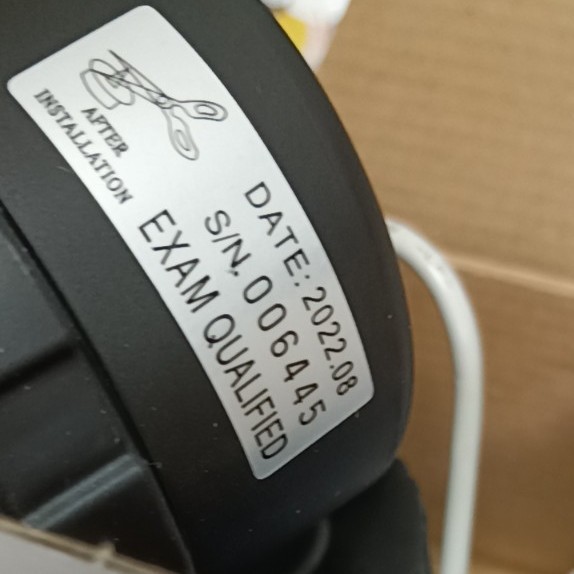 AFTER
INSTALLATION
DATE: 2022.08
S/N. 006445
EXAM QUALIFIED